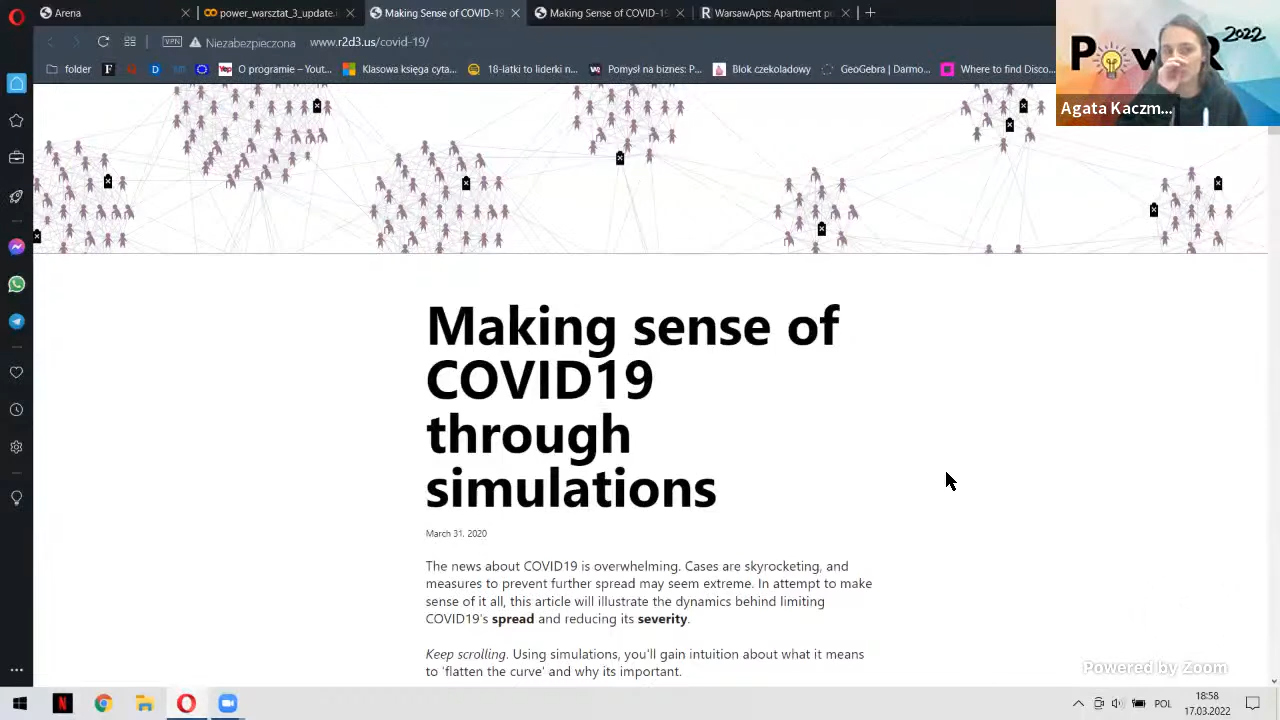 Arena
powar_warsztat_3_update.i
Making Sense of COVID-19
Making Sense of COVID-19
WarsawApts: Apartment pr
VPN
Niezabezpieczona
www.r2d3.us/covid-19/
folder
O programie – Yout...
Klasowa księga cyta...
18-latki to liderki n...
Pomysł na biznes: P...
Blok czekoladowy
GeoGebra | Darmo...
Where to find Disco...
PoweR 2022
Agata Kaczm...
Making sense of
COVID19
through
simulations
March 31, 2020
The news about COVID19 is overwhelming. Cases are skyrocketing, and
measures to prevent further spread may seem extreme. In attempt to make
sense of it all, this article will illustrate the dynamics behind limiting
COVID19's spread and reducing its severity.
Keep scrolling. Using simulations, you'll gain intuition about what it means
to 'flatten the curve' and why its important.
Powered by Zoom
POL
18:58
17.03.2022